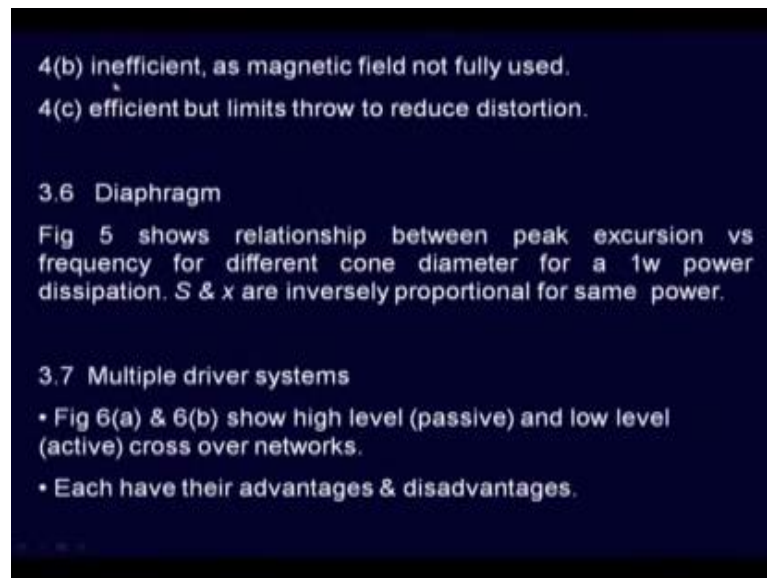 4(b) inefficient, as magnetic field not fully used.
4(c) efficient but limits throw to reduce distortion.
3.6 Diaphragm
Fig 5 shows relationship between peak excursion vs
frequency for different cone diameter for a 1w power
dissipation. S & x are inversely proportional for same power.
3.7 Multiple driver systems
• Fig 6(a) & 6(b) show high level (passive) and low level
(active) cross over networks.
• Each have their advantages & disadvantages.